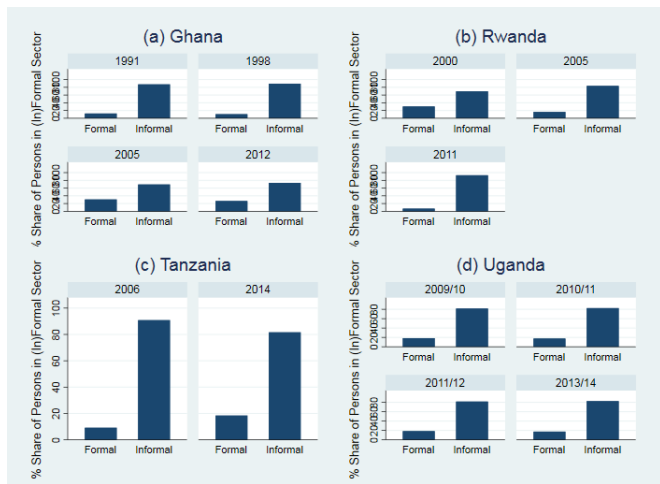 (a) Ghana
% Share of Persons in (In)Formal Sector
1991
1998
Formal Informal
Formal Informal
2005
2012
Formal Informal
Formal Informal
(b) Rwanda
% Share of Persons in (In)Formal Sector
2000
2005
Formal Informal
Formal Informal
2011
Formal Informal
(c) Tanzania
% Share of Persons in (In)Formal Sector
2006
2014
100
80
60
40
20
0
Formal Informal
Formal Informal
(d) Uganda
% Share of Persons in (In)Formal Sector
2009/10
2010/11
Formal Informal
Formal Informal
2011/12
2013/14
Formal Informal
Formal Informal